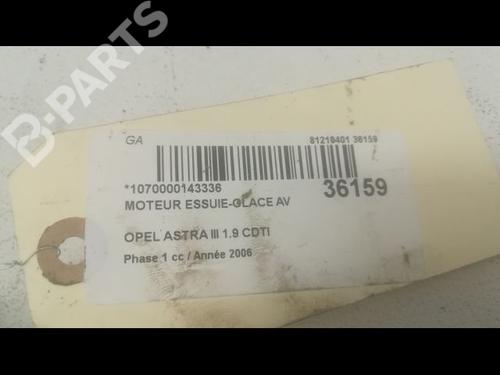 B-PARTS
GA 81219401 36159
*1070000143336 36159
MOTEUR ESSUIE-GLACE AV
OPEL ASTRA III 1.9 CDTI
Phase 1 cc / Année 2006